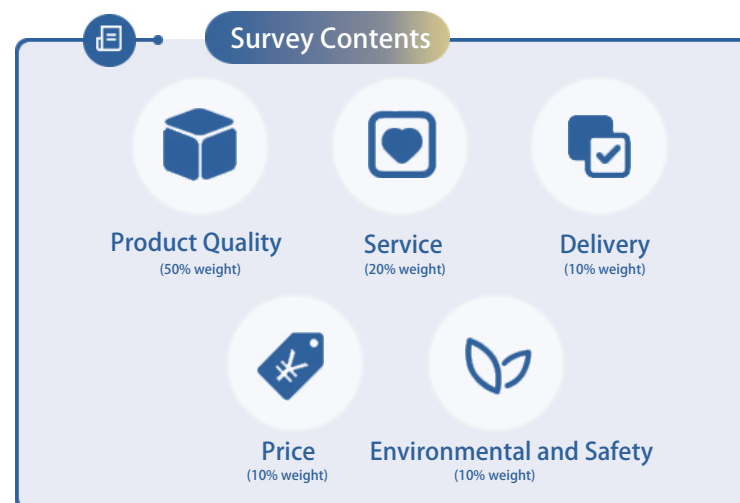 Survey Contents
Product Quality
(50% weight)
Service
(20% weight)
Delivery
(10% weight)
Price
(10% weight)
Environmental and Safety
(10% weight)